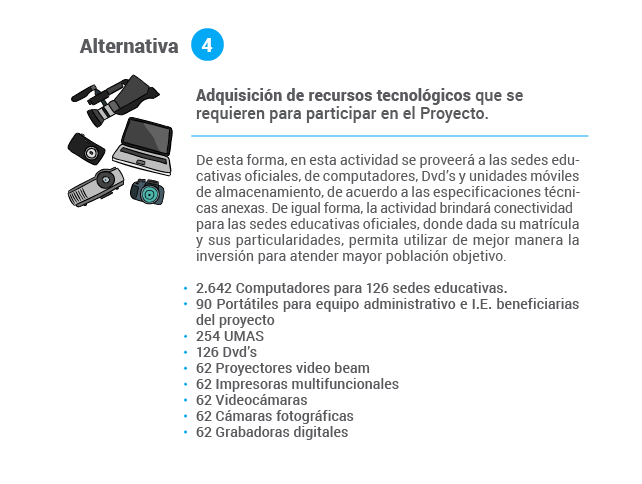 Alternativa 4
Adquisición de recursos tecnológicos que se
requieren para participar en el Proyecto.
De esta forma, en esta actividad se proveerá a las sedes edu-
cativas oficiales, de computadores, Dvd's y unidades móviles
de almacenamiento, de acuerdo a las especificaciones técni-
cas anexas. De igual forma, la actividad brindará conectividad
para las sedes educativas oficiales, donde dada su matrícula
y sus particularidades, permita utilizar de mejor manera la
inversión para atender mayor población objetivo.
• 2.642 Computadores para 126 sedes educativas.
• 90 Portátiles para equipo administrativo e I.E. beneficiarias
del proyecto
• 254 UMAS
• 126 Dvd's
• 62 Proyectores video beam
• 62 Impresoras multifuncionales
• 62 Videocámaras
• 62 Cámaras fotográficas
• 62 Grabadoras digitales